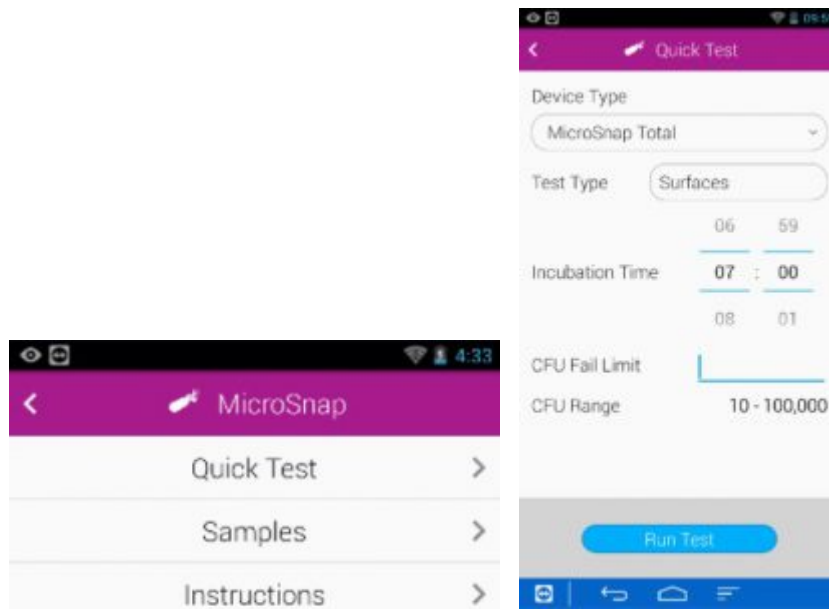 4:33
MicroSnap
Quick Test
Samples
Instructions
Quick Test
Device Type
MicroSnap Total
Test Type Surfaces
06 59
Incubation Time 07 : 00
08 01
CFU Fail Limit
CFU Range 10 - 100,000
Run Test